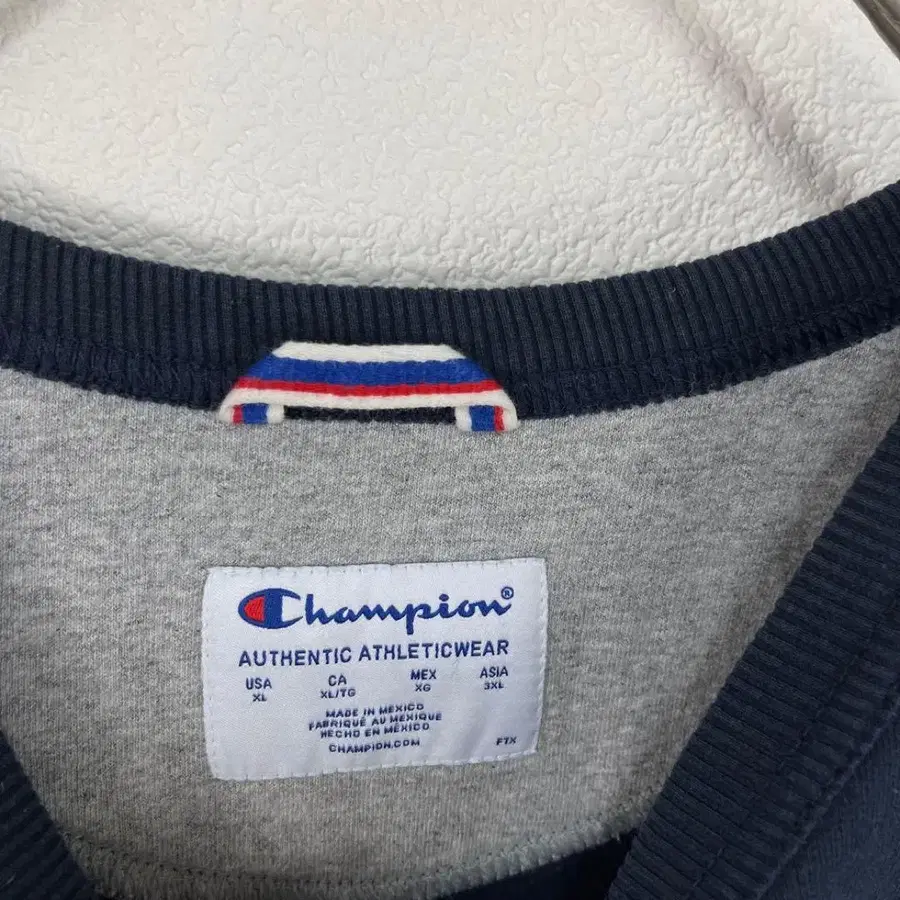 Champion®
AUTHENTIC ATHLETICWEAR
USA CA MEX ASIA
XL XL/TG XG 3XL
MADE IN MEXICO
FABRIQUÉ AU MEXIQUE
HECHO EN MÉXICO
CHAMPION.COM
FTX